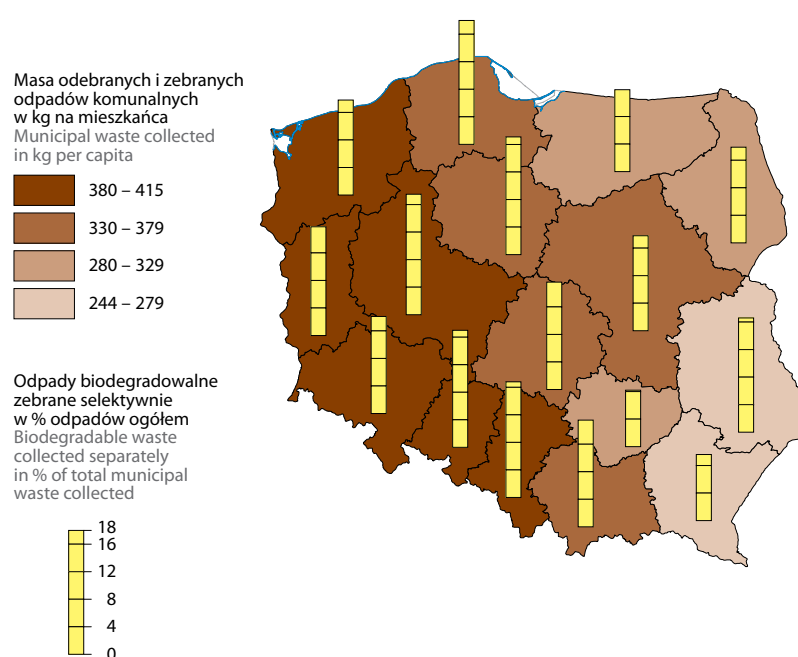 Masa odebranych i zebranych
odpadów komunalnych
w kg na mieszkańca
Municipal waste collected
in kg per capita
380 – 415
330 – 379
280 – 329
244 – 279
Odpady biodegradowalne
zebrane selektywnie
w % odpadów ogółem
Biodegradable waste
collected separately
in % of total municipal
waste collected
18
16
12
8
4
0